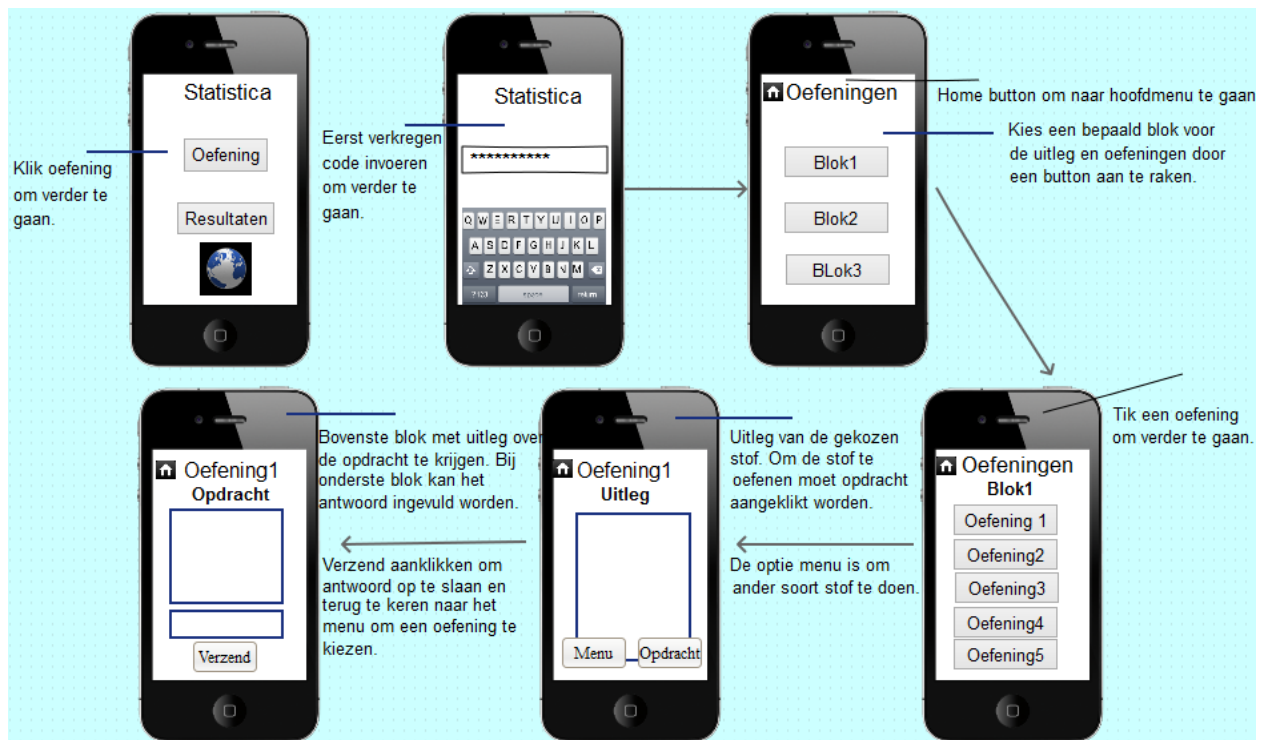 Statistica
Oefening
Resultaten
Klik oefening
om verder te
gaan.
Statistica
**********
Q W E R T Y U I O P
A S D F G H J K L
Z X C V B N M
?123 space return
Eerst verkregen
code invoeren
om verder te
gaan.
Oefeningen
Blok1
Blok2
BLok3
Home button om naar hoofdmenu te gaan
Kies een bepaald blok voor
de uitleg en oefeningen door
een button aan te raken.
Oefening1
Opdracht
Verzend
Bovenste blok met uitleg over
de opdracht te krijgen. Bij
onderste blok kan het
antwoord ingevuld worden.
Verzend aanklikken om
antwoord op te slaan en
terug te keren naar het
menu om een oefening te
kiezen.
Oefening1
Uitleg
Menu
Opdracht
Uitleg van de gekozen
stof. Om de stof te
oefenen moet opdracht
aangeklikt worden.
De optie menu is om
ander soort stof te doen.
Oefeningen
Blok1
Oefening 1
Oefening2
Oefening3
Oefening4
Oefening5
Tik een oefening
om verder te gaan.